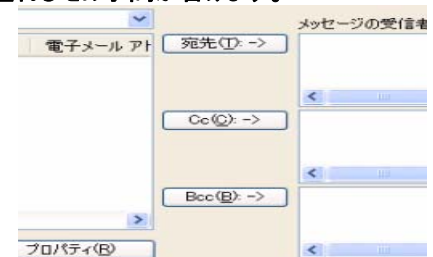 メッセージの受信者
電子メール アド
宛先(T): ->
Cc(C): ->
Bcc(B): ->
プロパティ(R)